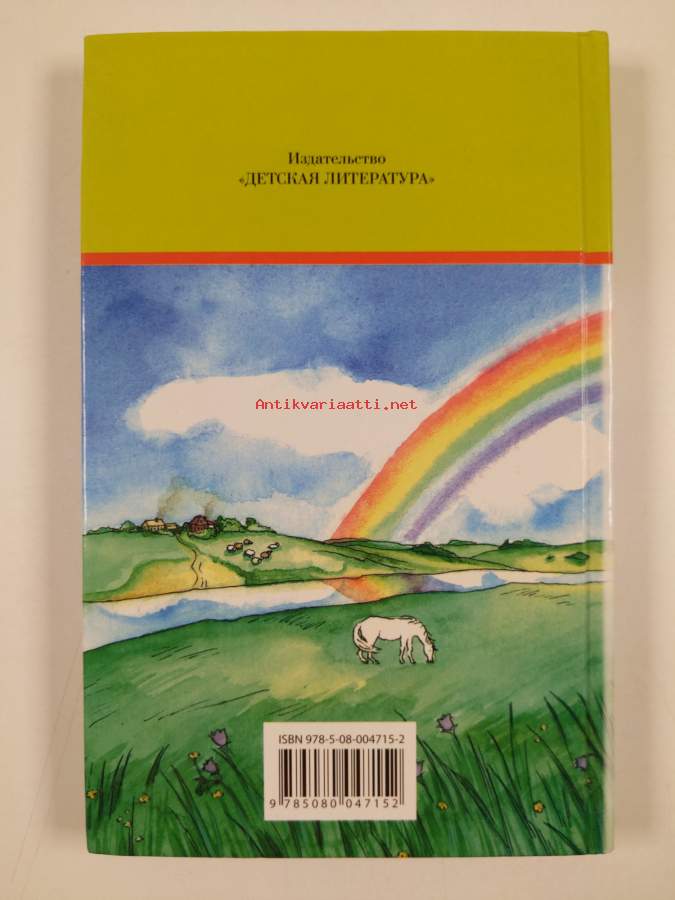 Издательство
«ДЕТСКАЯ ЛИТЕРАТУРА»
Antikvariaatti.net
ISBN 978-5-08-004715-2
9 785080 047152